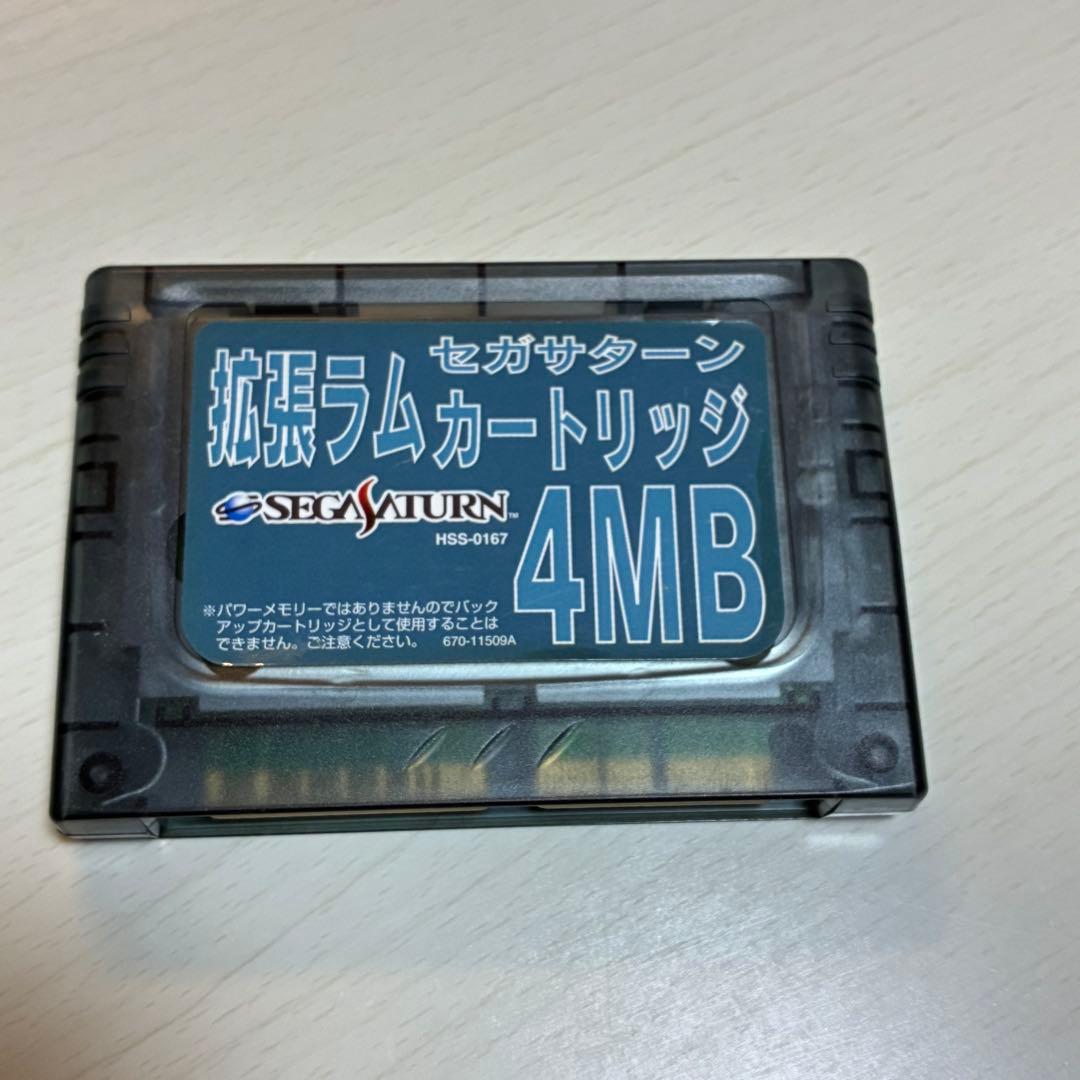 セガサターン
拡張ラムカートリッジ
SEGA SATURN™
HSS-0167
4MB
※パワーメモリーではありませんのでバック
アップカートリッジとして使用することは
できません。ご注意ください。 670-11509A